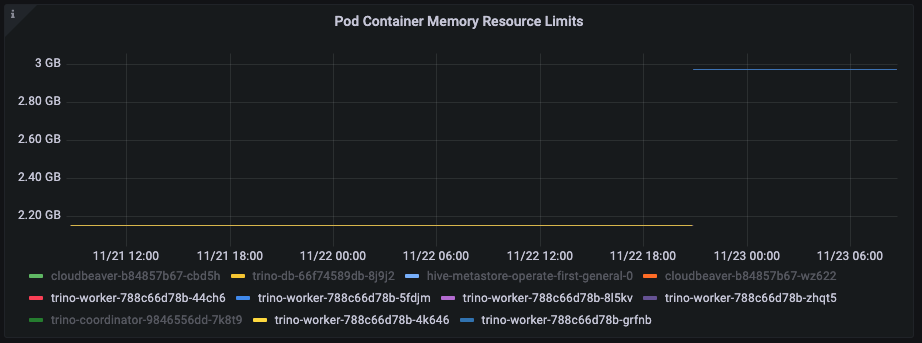 Pod Container Memory Resource Limits
3 GB
2.80 GB
2.60 GB
2.40 GB
2.20 GB
11/21 12:00 11/21 18:00 11/22 00:00 11/22 06:00 11/22 12:00 11/22 18:00 11/23 00:00 11/23 06:00
cloudbeaver-b84857b67-cbd5h trino-db-66f74589db-8j9j2 hive-metastore-operate-first-general-0 cloudbeaver-b84857b67-wz622
trino-worker-788c66d78b-44ch6 trino-worker-788c66d78b-5fdjm trino-worker-788c66d78b-8l5kv trino-worker-788c66d78b-zhqt5
trino-coordinator-9846556dd-7k8t9 trino-worker-788c66d78b-4k646 trino-worker-788c66d78b-grfnb